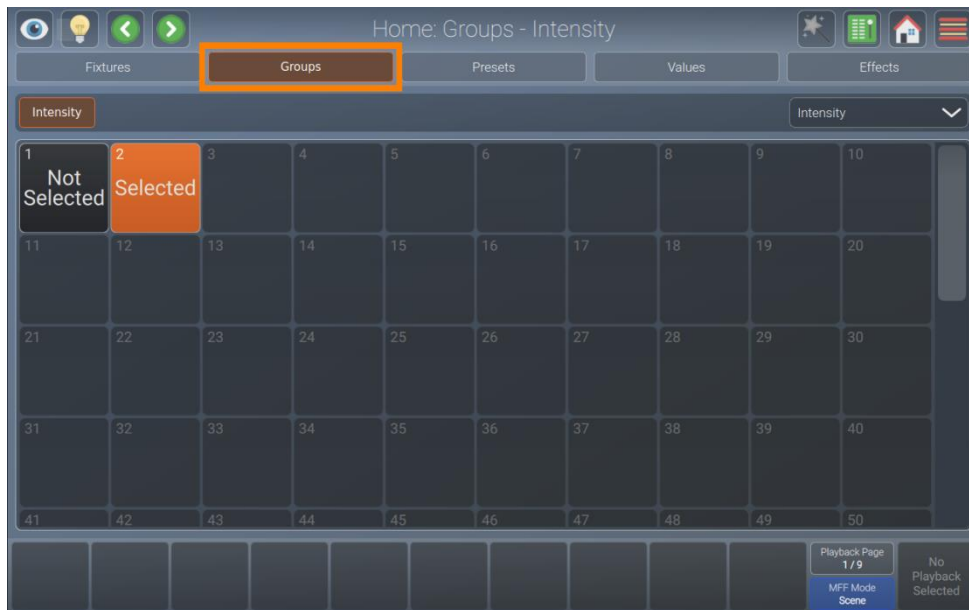 Home: Groups - Intensity
Fixtures
Groups
Presets
Values
Effects
Intensity
Intensity
1
Not
Selected
2
Selected
3
4
5
6
7
8
9
10
11
12
13
14
15
16
17
18
19
20
21
22
23
24
25
26
27
28
29
30
31
32
33
34
35
36
37
38
39
40
41
42
43
44
45
46
47
48
49
50
Playback Page
1 / 9
MFF Mode
Scene
No
Playback
Selected